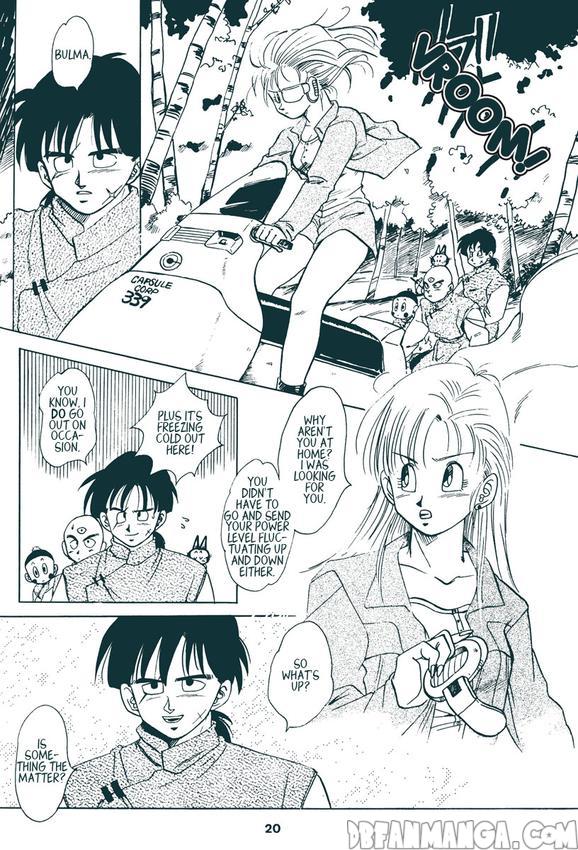 BULMA.
VROOM!
CAPSULE
CORP
339
WHY
AREN'T
YOU AT
HOME?
I WAS
LOOKING
FOR YOU.
YOU
DIDN'T
HAVE TO
GO AND SEND
YOUR POWER
LEVEL FLUC-
TUATING UP
AND DOWN
EITHER.
PLUS IT'S
FREEZING
COLD OUT
HERE!
YOU
KNOW, I
DO GO
OUT ON
OCCA-
SION.
SO
WHAT'S
UP?
IS
SOME-
THING THE
MATTER?
20
DBFANMANGA.COM